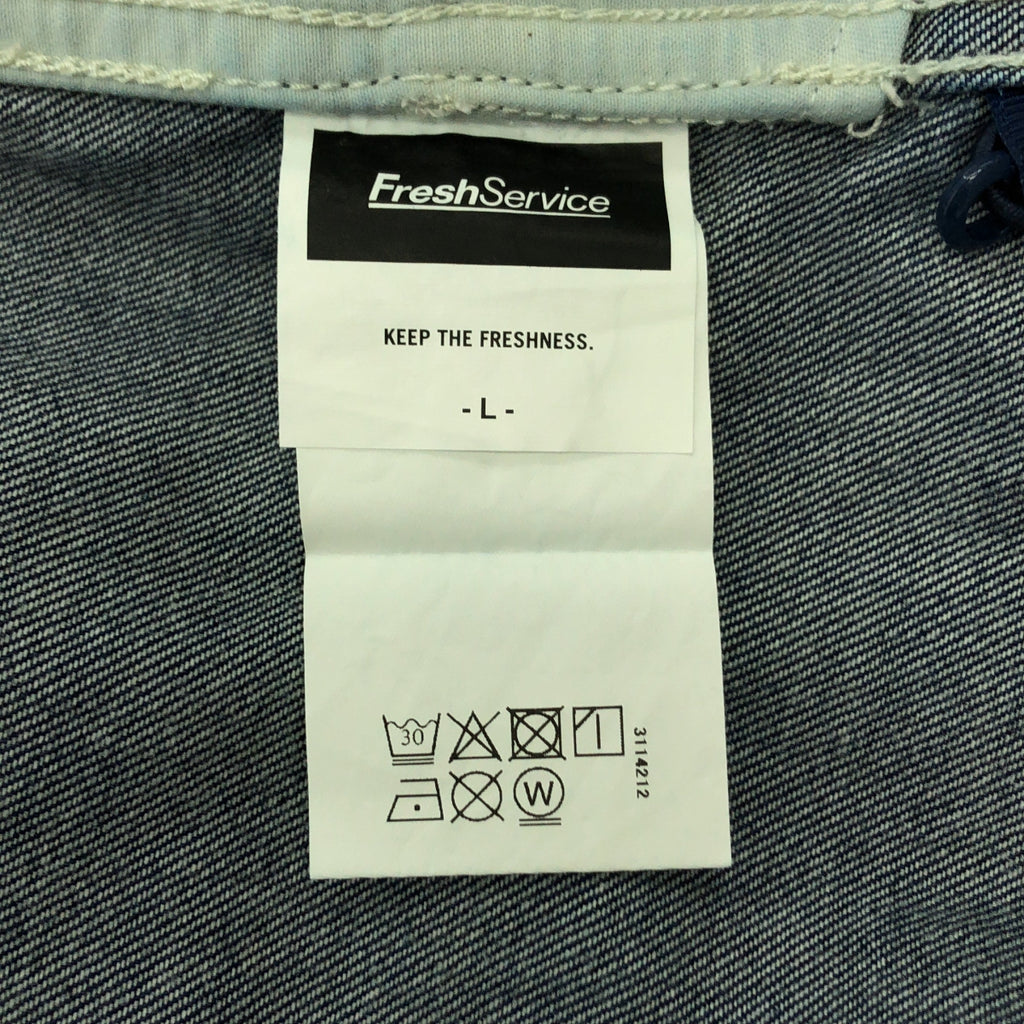 FreshService
KEEP THE FRESHNESS.
- L -
30
W
3114212